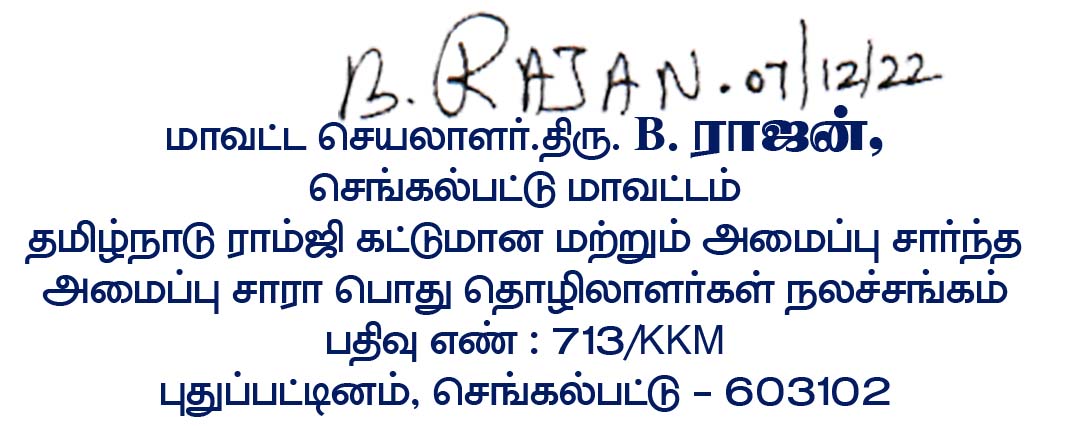 B. RAJAN. 07/12/22
மாவட்ட செயலாளர்.திரு. B. ராஜன்,
செங்கல்பட்டு மாவட்டம்
தமிழ்நாடு ராம்ஜி கட்டுமான மற்றும் அமைப்பு சார்ந்த
அமைப்பு சாரா பொது தொழிலாளர்கள் நலச்சங்கம்
பதிவு எண் : 713/KKM
புதுப்பட்டினம், செங்கல்பட்டு – 603102